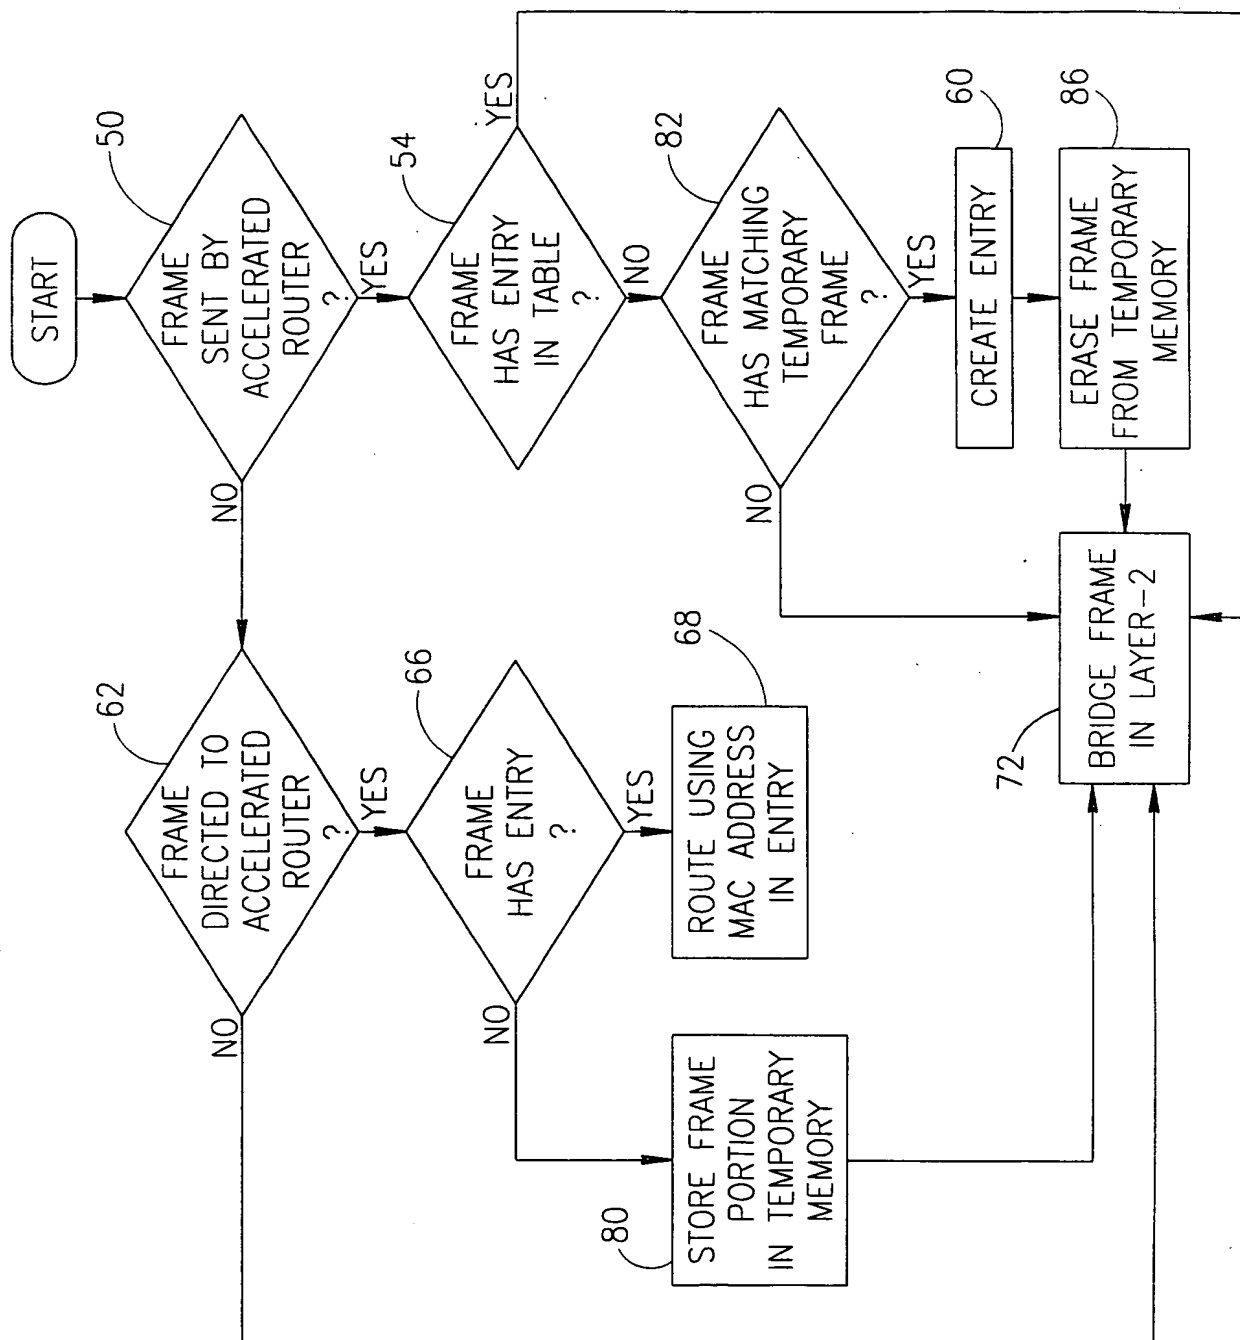 START
50
FRAME
SENT BY
ACCELERATED
ROUTER
?
YES
NO
54
FRAME
HAS ENTRY
IN TABLE
?
YES
NO
82
FRAME
HAS MATCHING
TEMPORARY
FRAME
?
YES
NO
60
CREATE ENTRY
86
ERASE FRAME
FROM TEMPORARY
MEMORY
62
FRAME
DIRECTED TO
ACCELERATED
ROUTER
?
YES
NO
66
FRAME
HAS ENTRY
?
YES
NO
68
ROUTE USING
MAC ADDRESS
IN ENTRY
72
BRIDGE FRAME
IN LAYER-2
80
STORE FRAME
PORTION
IN TEMPORARY
MEMORY